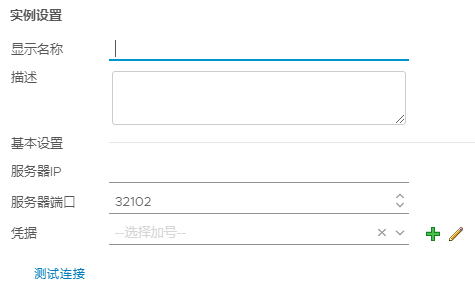 实例设置
显示名称
描述
基本设置
服务器IP
服务器端口 32102
凭据 --选择加号--
测试连接